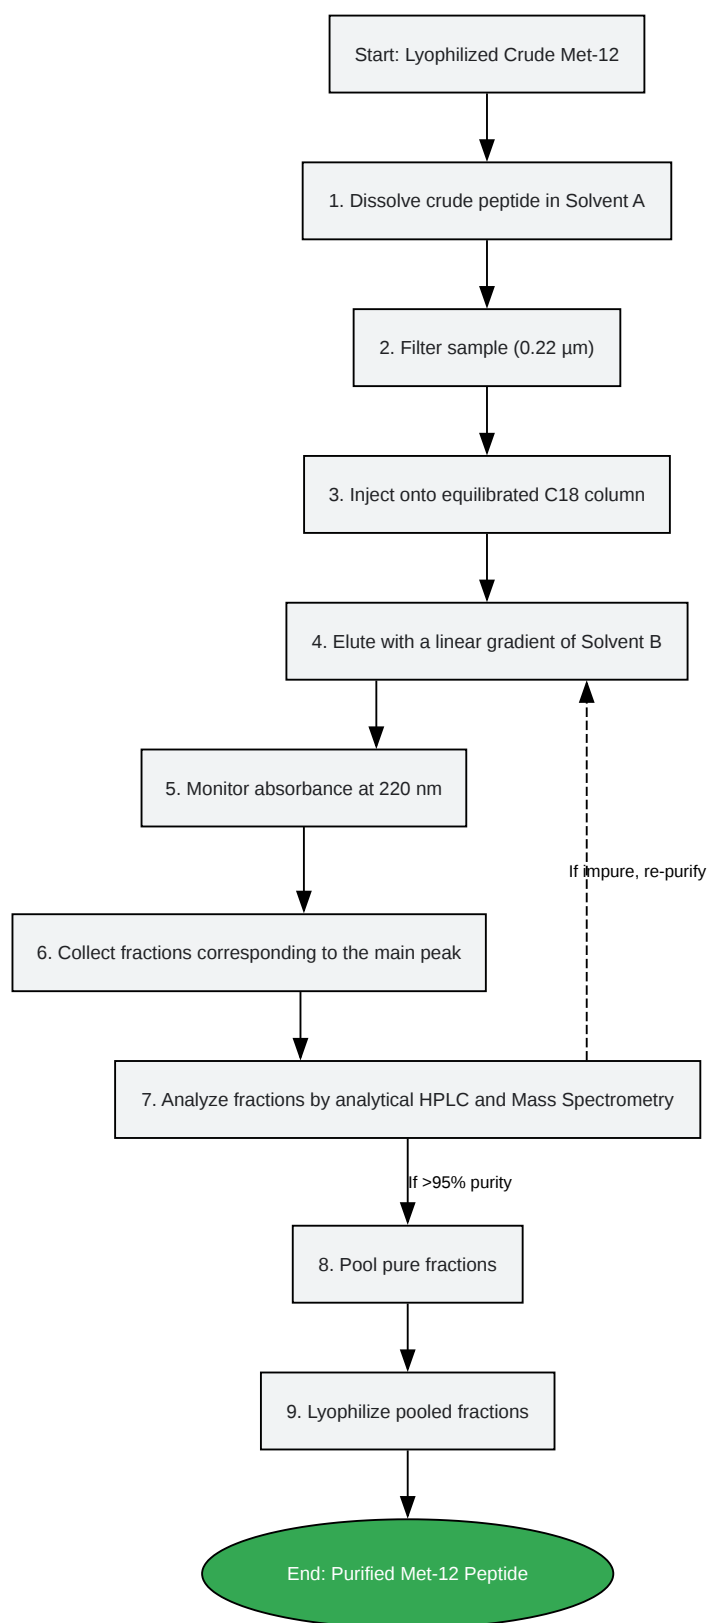 Start: Lyophilized Crude Met-12
1. Dissolve crude peptide in Solvent A
2. Filter sample (0.22 µm)
3. Inject onto equilibrated C18 column
4. Elute with a linear gradient of Solvent B
5. Monitor absorbance at 220 nm
If impure, re-purify
6. Collect fractions corresponding to the main peak
7. Analyze fractions by analytical HPLC and Mass Spectrometry
If >95% purity
8. Pool pure fractions
9. Lyophilize pooled fractions
End: Purified Met-12 Peptide